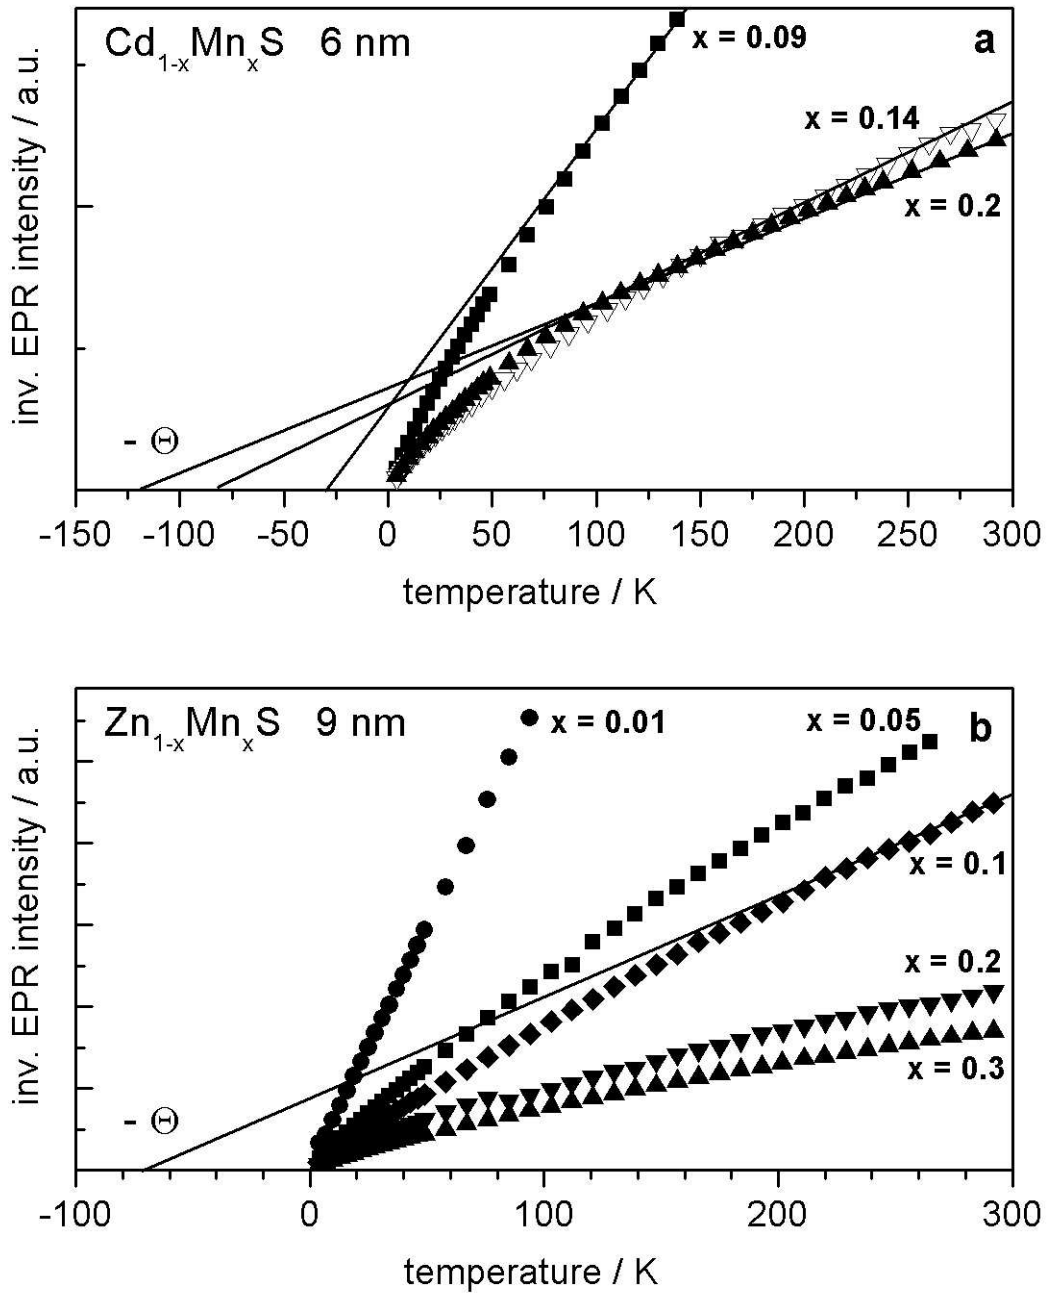 Cd1-xMnxS 6 nm
x = 0.09
a
x = 0.14
x = 0.2
- Θ
inv. EPR intensity / a.u.
-150 -100 -50 0 50 100 150 200 250 300
temperature / K
Zn1-xMnxS 9 nm
x = 0.01
x = 0.05
b
x = 0.1
x = 0.2
x = 0.3
- Θ
inv. EPR intensity / a.u.
-100 0 100 200 300
temperature / K